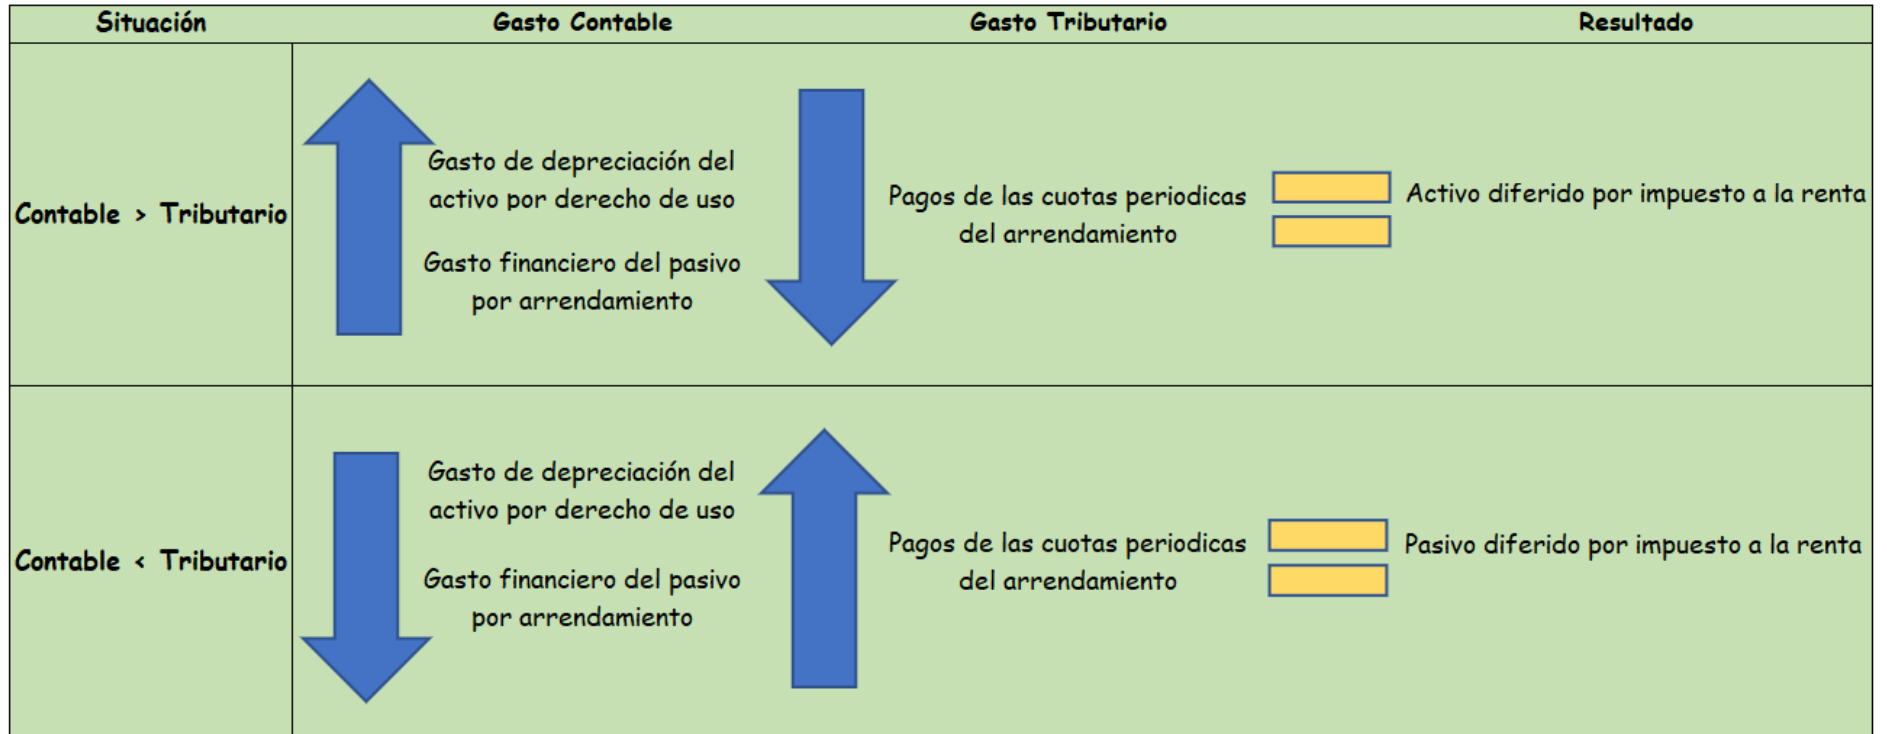 Situación
Gasto Contable
Gasto Tributario
Resultado
Contable > Tributario
Gasto de depreciación del
activo por derecho de uso
Gasto financiero del pasivo
por arrendamiento
Pagos de las cuotas periodicas
del arrendamiento
Activo diferido por impuesto a la renta
Contable < Tributario
Gasto de depreciación del
activo por derecho de uso
Gasto financiero del pasivo
por arrendamiento
Pagos de las cuotas periodicas
del arrendamiento
Pasivo diferido por impuesto a la renta